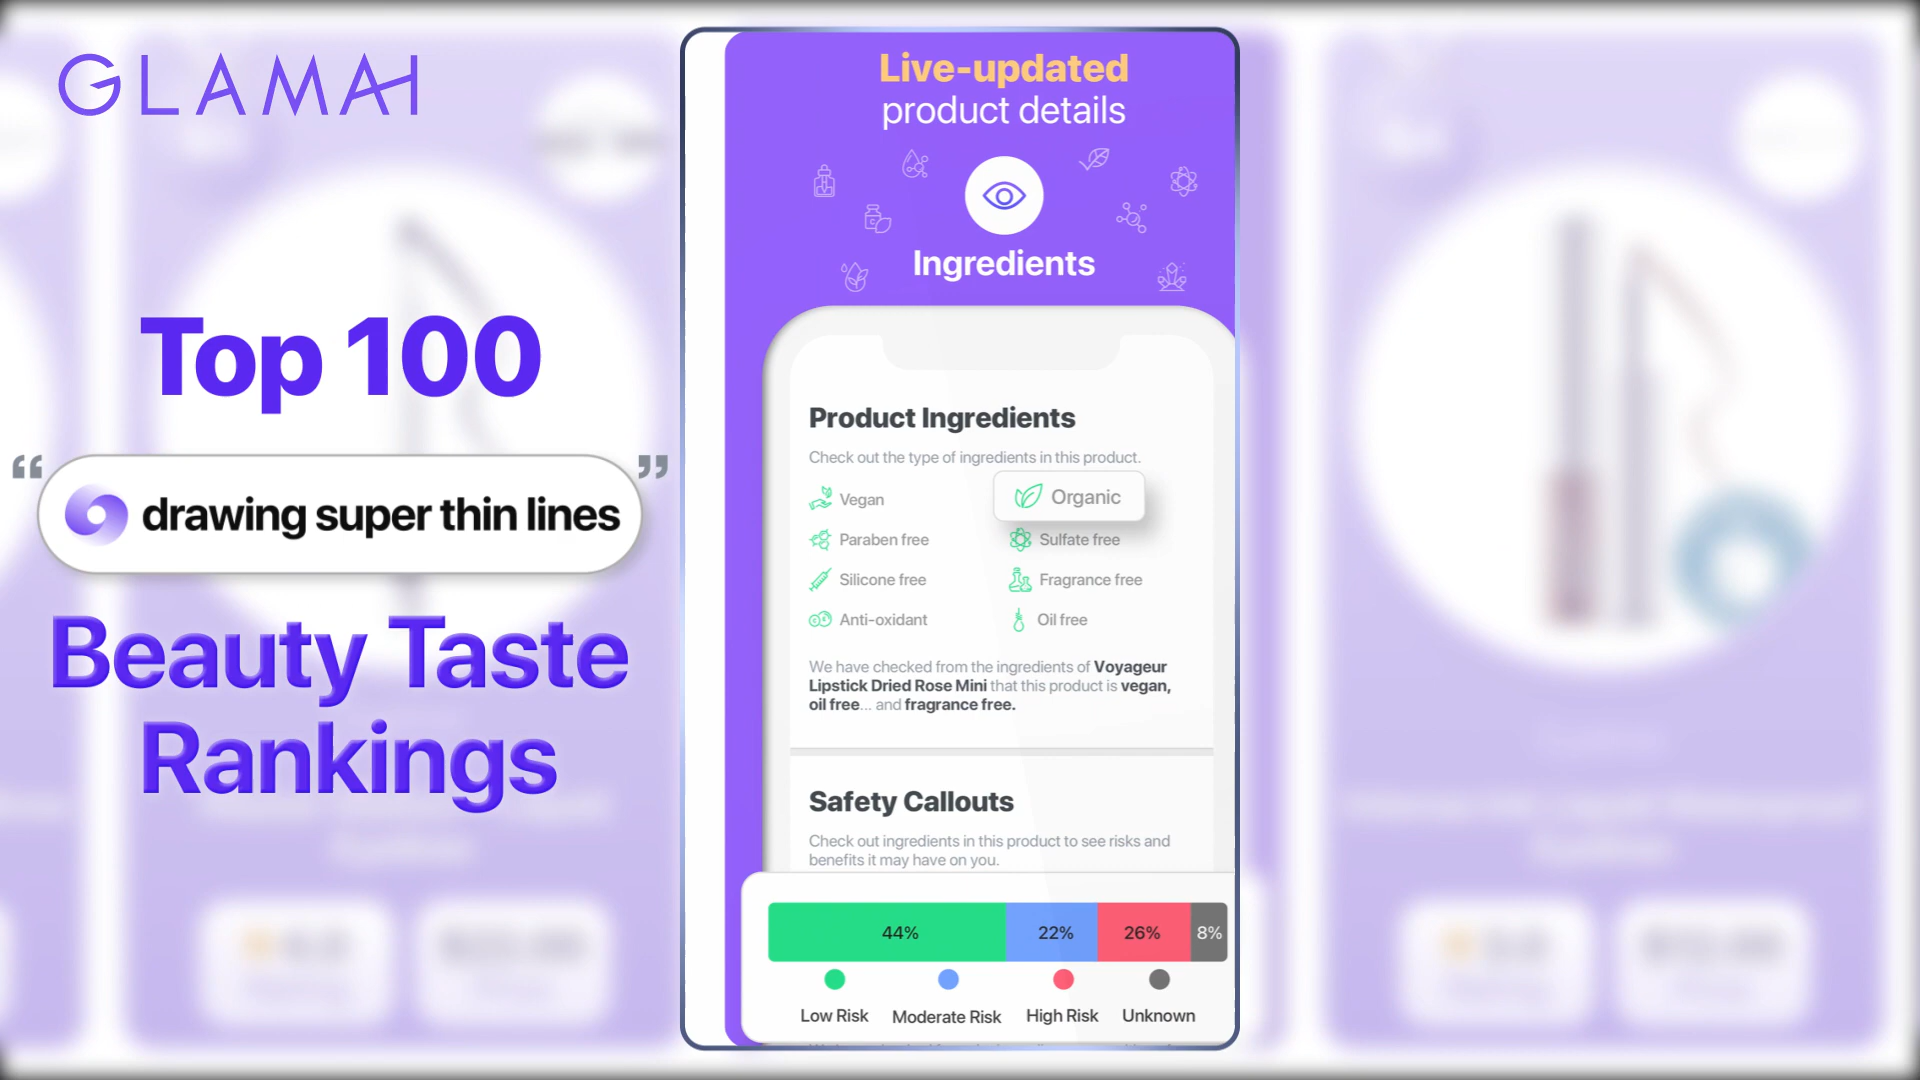 GLAMAI
Top 100
“drawing super thin lines”
Beauty Taste
Rankings
Live-updated
product details
Ingredients
Product Ingredients
Check out the type of ingredients in this product.
Vegan
Organic
Paraben free
Sulfate free
Silicone free
Fragrance free
Anti-oxidant
Oil free
We have checked from the ingredients of Voyageur
Lipstick Dried Rose Mini that this product is vegan,
oil free... and fragrance free.
Safety Callouts
Check out ingredients in this product to see risks and
benefits it may have on you.
44%
22%
26%
8%
Low Risk
Moderate Risk
High Risk
Unknown